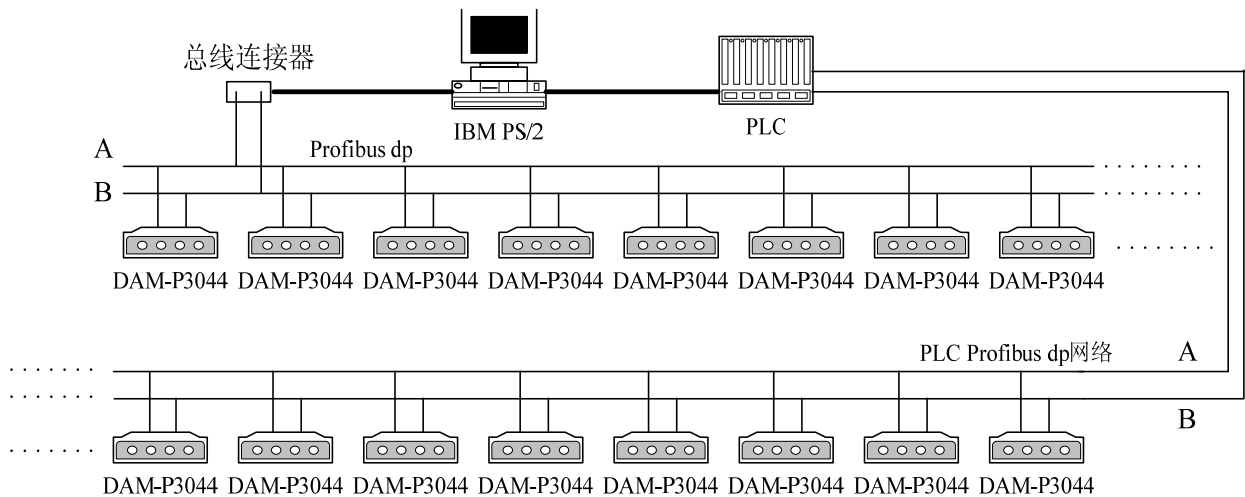 总线连接器
IBM PS/2
PLC
A
Profibus dp
B
DAM-P3044 DAM-P3044 DAM-P3044 DAM-P3044 DAM-P3044 DAM-P3044 DAM-P3044 DAM-P3044
PLC Profibus dp网络
A
B
DAM-P3044 DAM-P3044 DAM-P3044 DAM-P3044 DAM-P3044 DAM-P3044 DAM-P3044 DAM-P3044